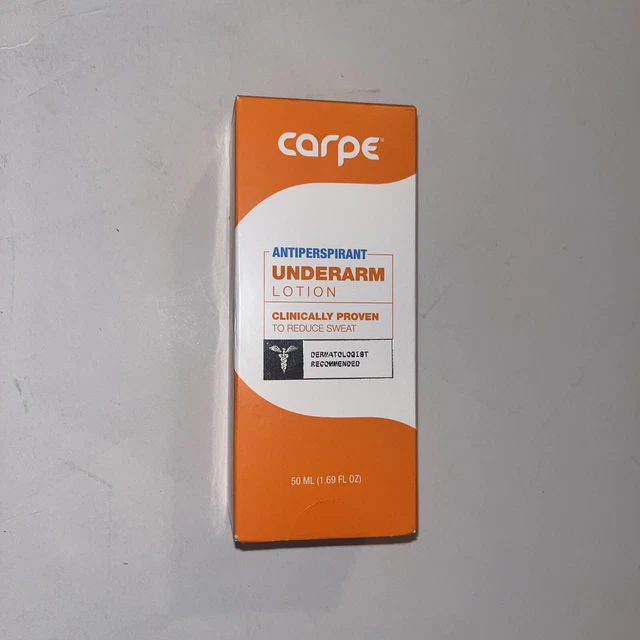 carpe®
ANTIPERSPIRANT
UNDERARM
LOTION
CLINICALLY PROVEN
TO REDUCE SWEAT
DERMATOLOGIST
RECOMMENDED
50 ML (1.69 FL OZ)